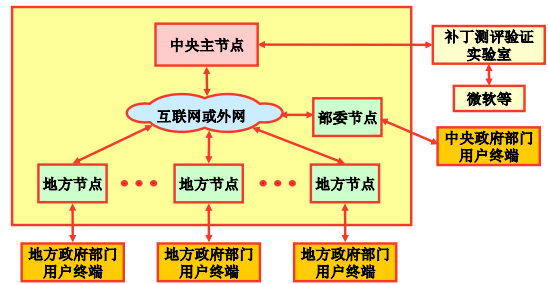 中央主节点
补丁测评验证
实验室
微软等
互联网或外网
部委节点
中央政府部门
用户终端
地方节点
地方节点
地方节点
地方政府部门
用户终端
地方政府部门
用户终端
地方政府部门
用户终端